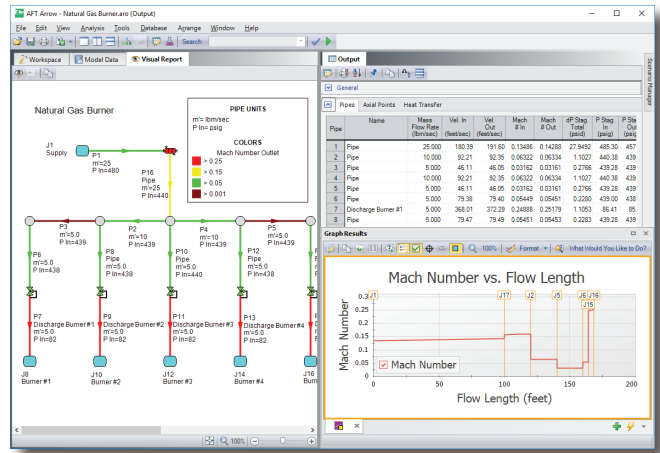 AFT Arrow - Natural Gas Burner.aro (Output)
File Edit View Analysis Tools Database Arrange Window Help
Search:
Workspace Model Data Visual Report
Output
Scenario Manager
General
Pipes Axial Points Heat Transfer
Pipe Name Mass Flow Rate (lbm/sec) Vel. In (feet/sec) Vel. Out (feet/sec) Mach # In Mach # Out dP Stag. Total (psid) P Stag. In (psig) P Sta Out (psig
1 Pipe 25.000 180.39 191.60 0.13486 0.14288 27.9492 485.30 457
2 Pipe 10.000 92.21 92.35 0.06322 0.06334 1.1027 440.38 439
3 Pipe 5.000 46.11 46.05 0.03162 0.03161 0.2766 439.28 439
4 Pipe 10.000 92.21 92.35 0.06322 0.06334 1.1027 440.38 439
5 Pipe 5.000 46.11 46.05 0.03162 0.03161 0.2766 439.28 439
6 Pipe 5.000 79.38 79.40 0.05449 0.05451 0.2280 439.00 438
7 Discharge Burner #1 5.000 368.01 372.29 0.24888 0.25179 1.1053 86.41 85.
8 Pipe 5.000 79.47 79.49 0.05451 0.05453 0.2283 439.28 439
Natural Gas Burner
PIPE UNITS
m'= lbm/sec
P In= psig
COLORS
Mach Number Outlet
> 0.25
> 0.15
> 0.05
> 0.001
J1
Supply
P1
m'=25
P In=480
P16
Pipe
m'=25
P In=440
P3
m'=5.0
P In=439
P2
m'=10
P In=439
P4
m'=10
P In=439
P5
m'=5.0
P In=439
P6
m'=5.0
P In=438
P8
Pipe
m'=5.0
P In=438
P10
Pipe
m'=5.0
P In=440
P12
Pipe
m'=5.0
P In=438
P7
Discharge Burner #1
m'=5.0
P In=82
P9
Discharge Burner #2
m'=5.0
P In=82
P11
Discharge Burner #3
m'=5.0
P In=82
P13
Discharge Burner #4
m'=5.0
P In=82
J8
Burner #1
J10
Burner #2
J12
Burner #3
J14
Burner #4
J16
Burn
100%
Graph Results
100% Format What Would You Like to Do?
Mach Number vs. Flow Length
J1 J17 J2 J5 J6 J16
J15
Mach Number
0.3
0.25
0.2
0.15
0.1
0.05
0
Mach Number
0 50 100 150 200
Flow Length (feet)